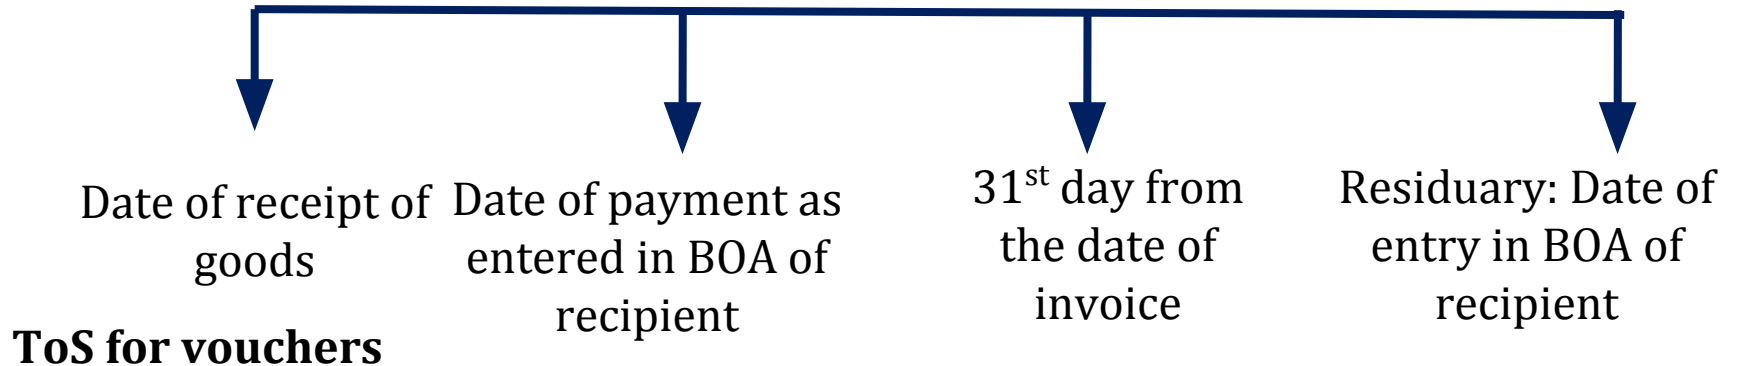 Date of receipt of
goods
Date of payment as
entered in BOA of
recipient
31st day from
the date of
invoice
Residuary: Date of
entry in BOA of
recipient
ToS for vouchers